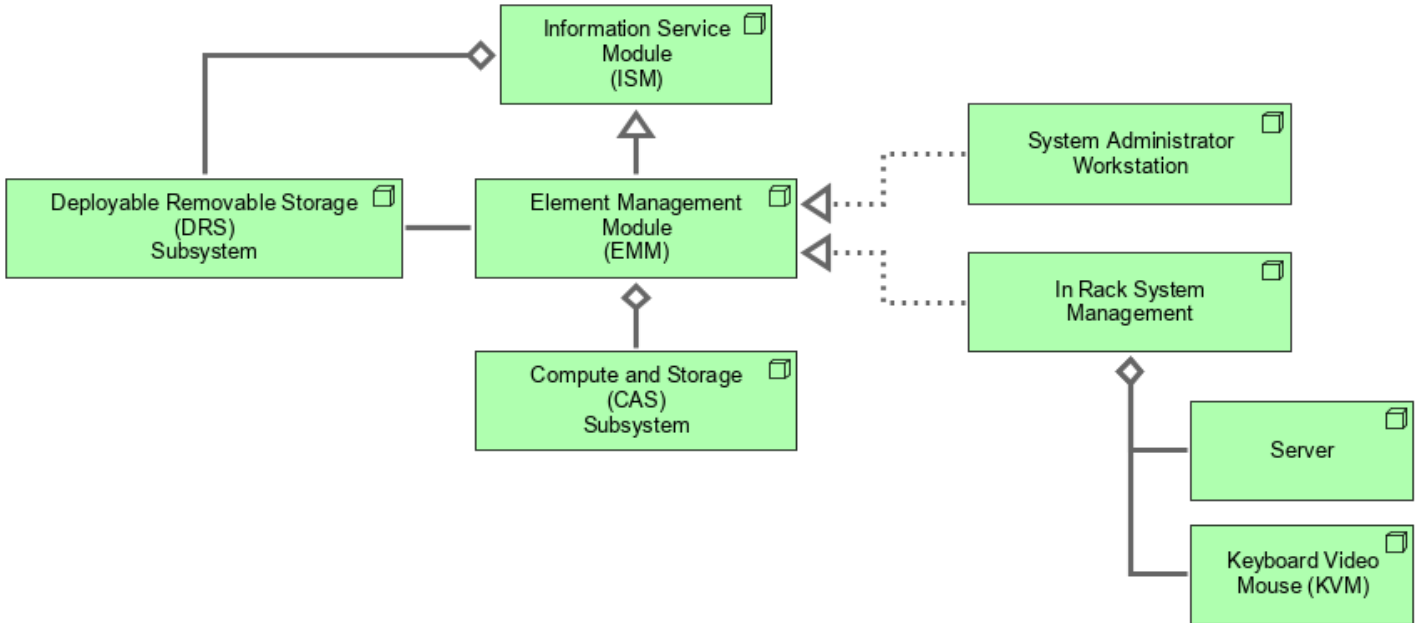 Information Service
Module
(ISM)
System Administrator
Workstation
Deployable Removable Storage
(DRS)
Subsystem
Element Management
Module
(EMM)
In Rack System
Management
Compute and Storage
(CAS)
Subsystem
Server
Keyboard Video
Mouse (KVM)